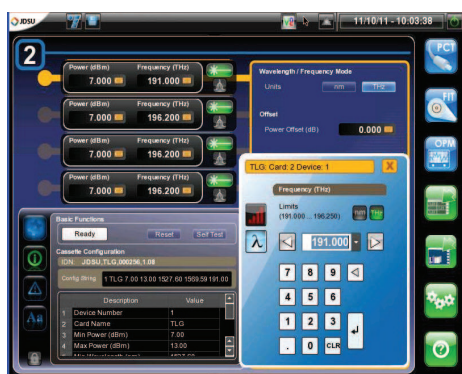 JDSU
11/10/11 - 10:03:38
2
Power (dBm) Frequency (THz)
7.000 191.000
Power (dBm) Frequency (THz)
7.000 196.200
Power (dBm) Frequency (THz)
7.000 196.200
Power (dBm) Frequency (THz)
7.000 196.200
Wavelength / Frequency Mode
Units nm THz
Offset
Power Offset (dB) 0.000
PCT
FIT
OPM
TLG: Card: 2 Device: 1 X
Frequency (THz)
Limits
(191.000 ... 196.250) nm THz
λ 191.000
7 8 9
4 5 6
1 2 3
. 0 CLR
Basic Functions
Ready Reset Self Test
Cassette Configuration
IDN JDSU,TLG,000256,1.08
Config String 1 TLG 7.00 13.00 1527.60 1569.59 191.00
Description Value
1 Device Number 1
2 Card Name TLG
3 Min Power (dBm) 7.00
4 Max Power (dBm) 13.00
Aa
?